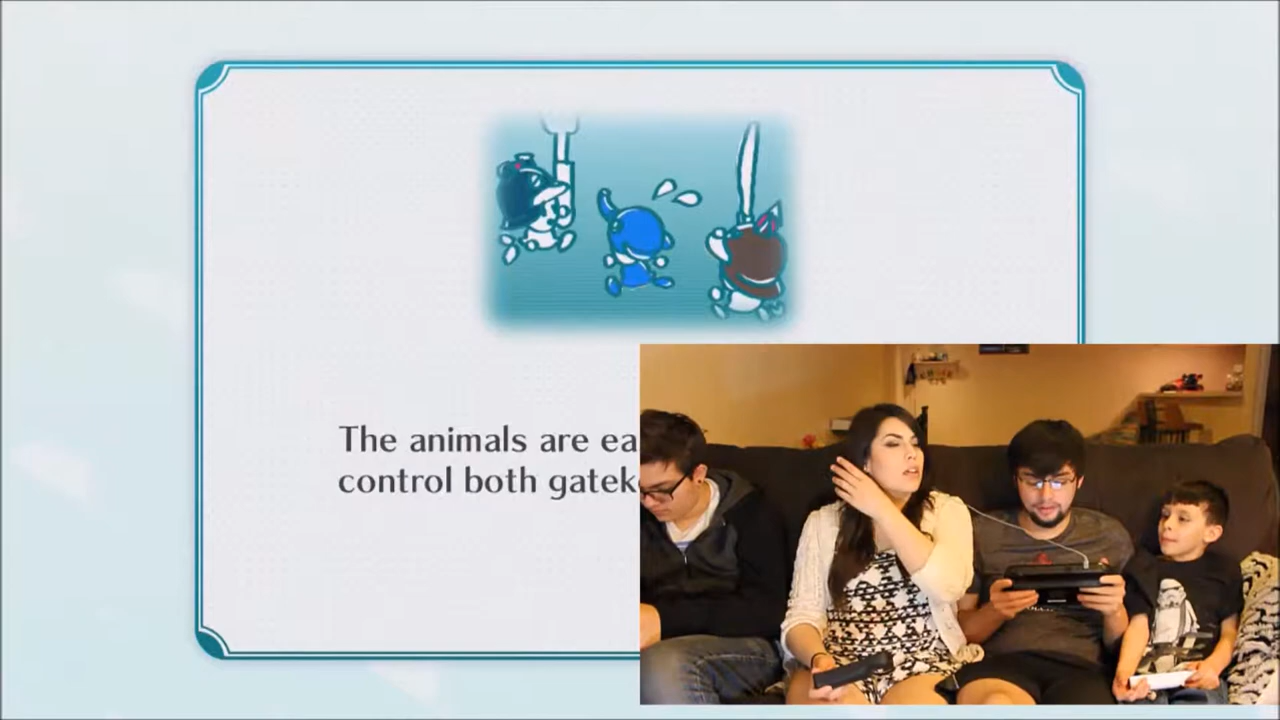 The animals are ea
control both gatek